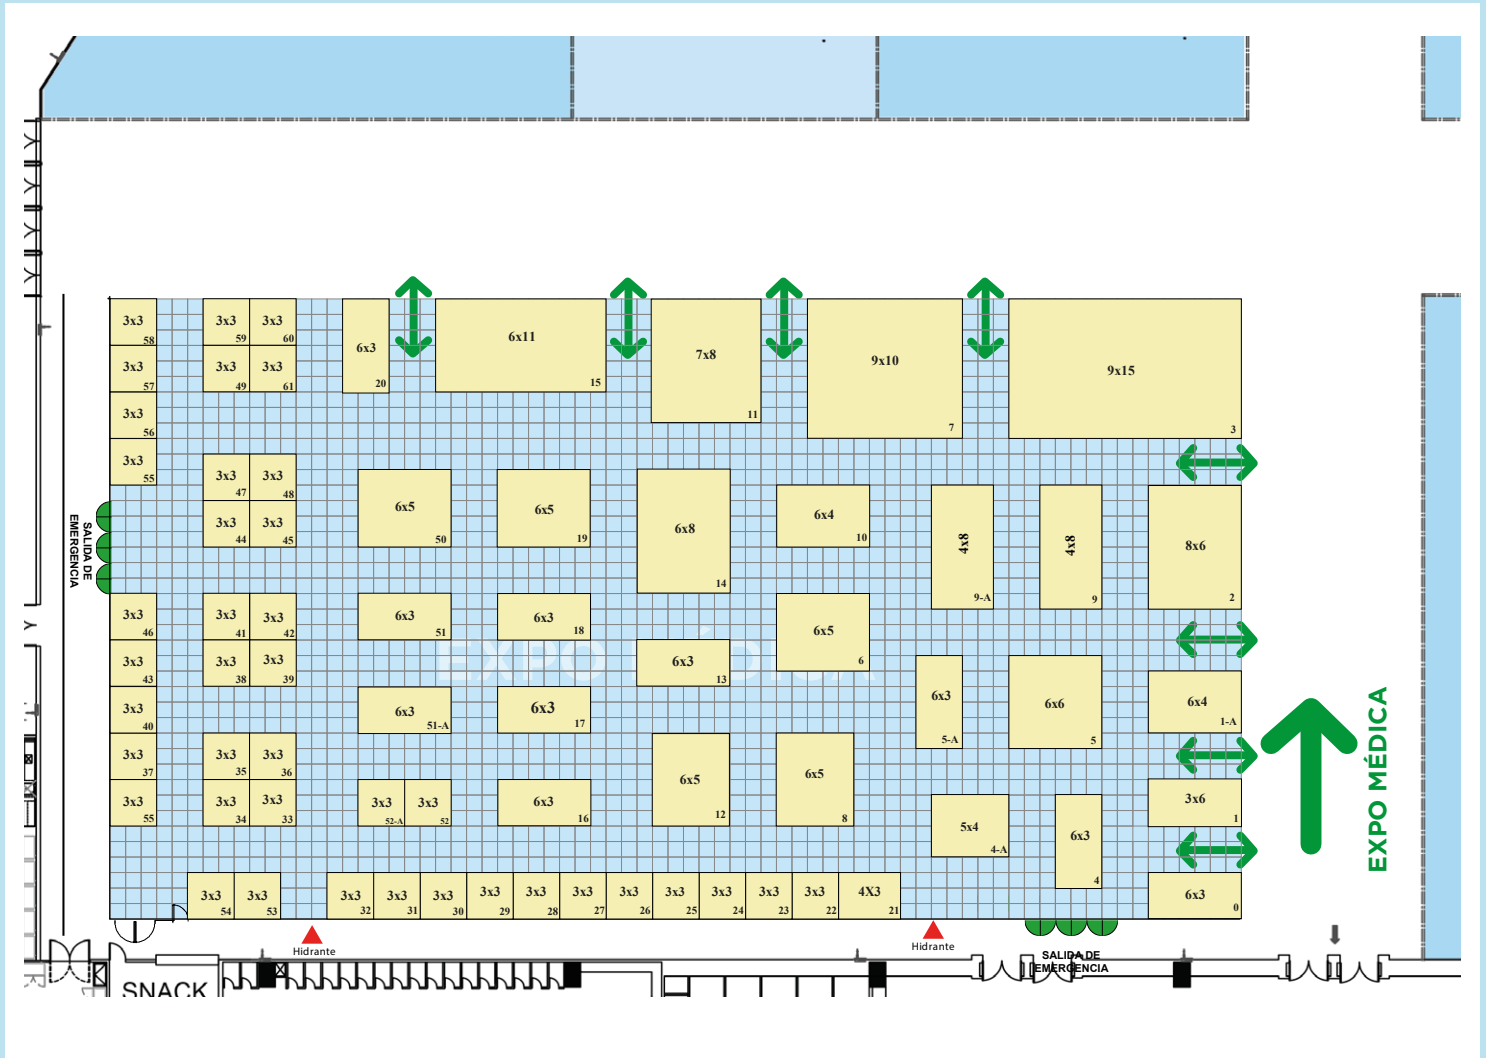 3x3
58
3x3
59
3x3
60
6x3
20
6x11
15
7x8
11
9x10
7
9x15
3
3x3
57
3x3
49
3x3
61
3x3
56
3x3
55
3x3
47
3x3
48
3x3
44
3x3
45
6x5
50
6x5
19
6x8
14
6x4
10
4x8
9-A
4x8
9
8x6
2
SALIDA DE
EMERGENCIA
3x3
46
3x3
41
3x3
42
6x3
51
6x3
18
6x5
6
3x3
43
3x3
38
3x3
39
EXPO MÉDICA
6x3
13
6x3
5-A
6x6
5
6x4
1-A
3x3
40
6x3
51-A
6x3
17
3x3
37
3x3
35
3x3
36
6x5
12
6x5
8
3x3
55
3x3
34
3x3
33
3x3
52-A
3x3
52
6x3
16
5x4
4-A
6x3
4
3x6
1
EXPO MÉDICA
3x3
54
3x3
53
3x3
32
3x3
31
3x3
30
3x3
29
3x3
28
3x3
27
3x3
26
3x3
25
3x3
24
3x3
23
3x3
22
4X3
21
6x3
0
Hidrante
Hidrante
SALIDA DE
EMERGENCIA
SNACK